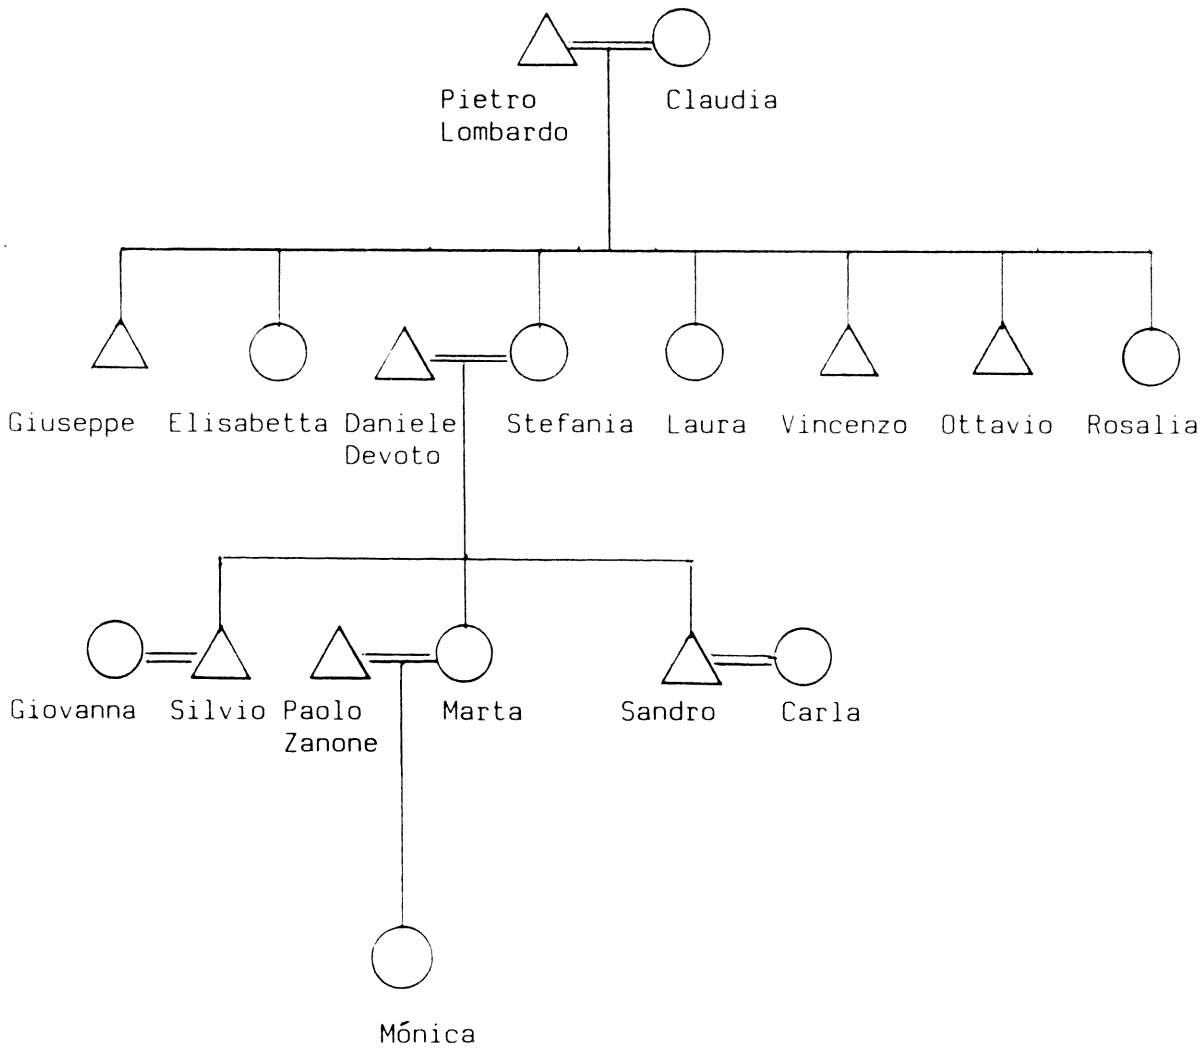 Pietro Lombardo
Claudia
Giuseppe
Elisabetta
Daniele Devoto
Stefania
Laura
Vincenzo
Ottavio
Rosalia
Giovanna
Silvio
Paolo Zanone
Marta
Sandro
Carla
Mónica